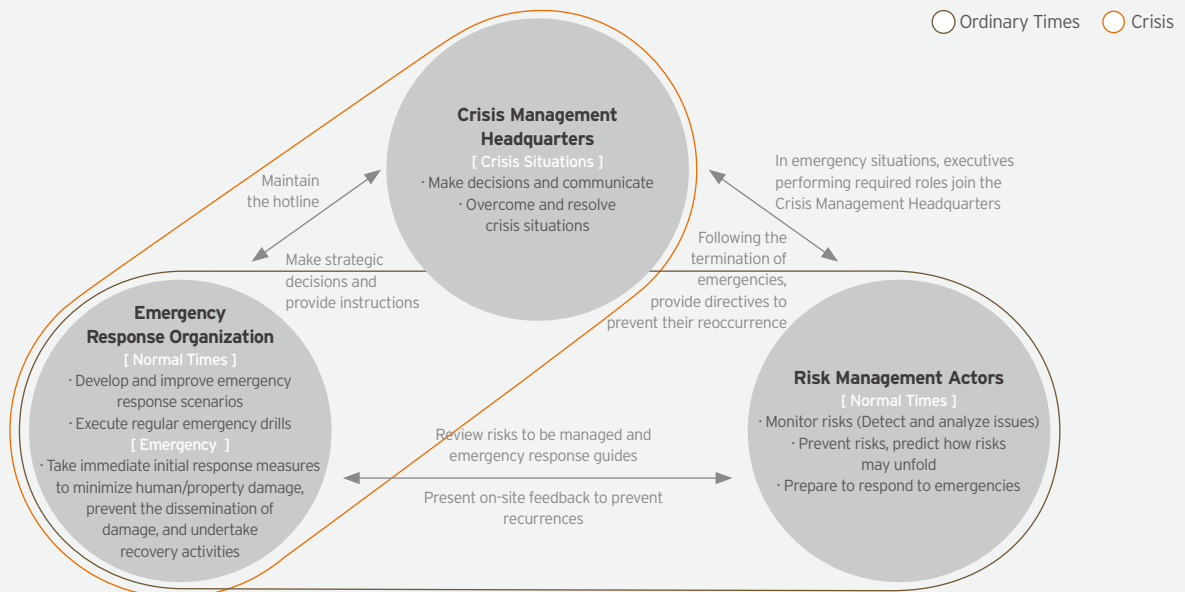 Ordinary Times
Crisis
Crisis Management
Headquarters
[ Crisis Situations ]
· Make decisions and communicate
· Overcome and resolve
crisis situations
Maintain
the hotline
In emergency situations, executives
performing required roles join the
Crisis Management Headquarters
Make strategic
decisions and
provide instructions
Following the
termination of
emergencies,
provide directives to
prevent their reoccurrence
Emergency
Response Organization
[ Normal Times ]
· Develop and improve emergency
response scenarios
· Execute regular emergency drills
[ Emergency ]
· Take immediate initial response measures
to minimize human/property damage,
prevent the dissemination of
damage, and undertake
recovery activities
Review risks to be managed and
emergency response guides
Present on-site feedback to prevent
recurrences
Risk Management Actors
[ Normal Times ]
· Monitor risks (Detect and analyze issues)
· Prevent risks, predict how risks
may unfold
· Prepare to respond to emergencies